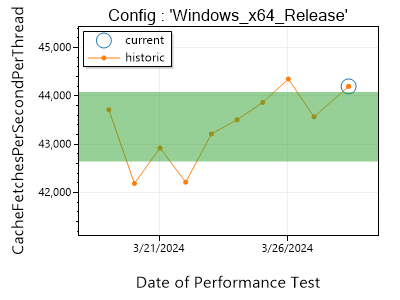 Config : 'Windows_x64_Release'
CacheFetchesPerSecondPerThread
current
historic
45,000
44,000
43,000
42,000
3/21/2024
3/26/2024
Date of Performance Test